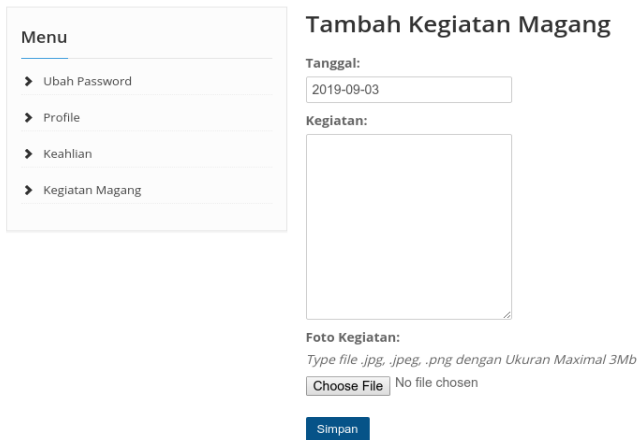 Menu
Ubah Password
Profile
Keahlian
Kegiatan Magang
Tambah Kegiatan Magang
Tanggal:
2019-09-03
Kegiatan:
Foto Kegiatan:
Type file .jpg, .jpeg, .png dengan Ukuran Maximal 3Mb
Choose File No file chosen
Simpan